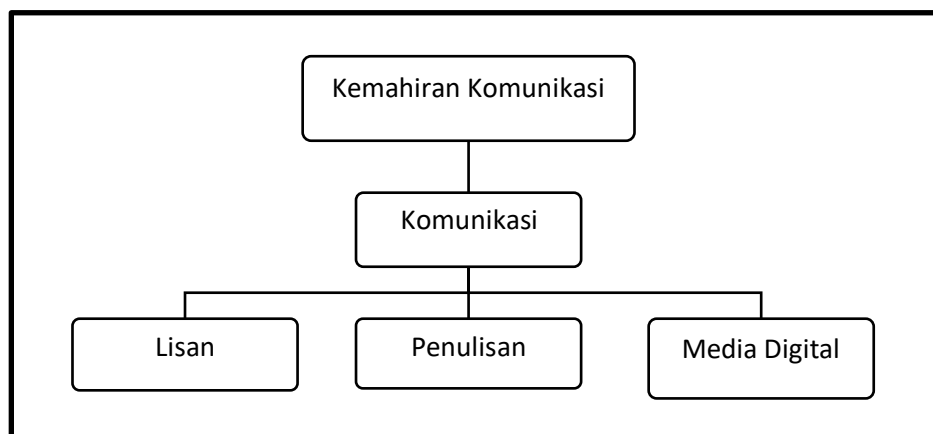 Kemahiran Komunikasi
Komunikasi
Lisan
Penulisan
Media Digital